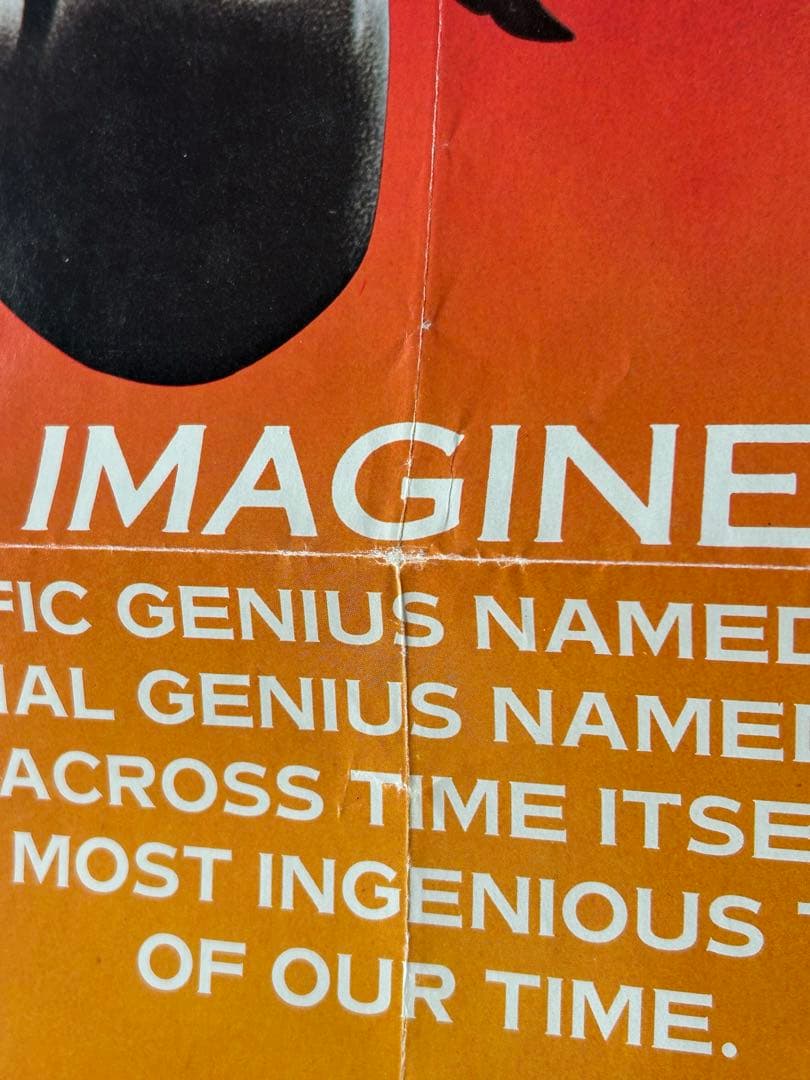 IMAGINE
FIC GENIUS NAMED
IAL GENIUS NAME
ACROSS TIME ITSE
MOST INGENIOUS
OF OUR TIME.